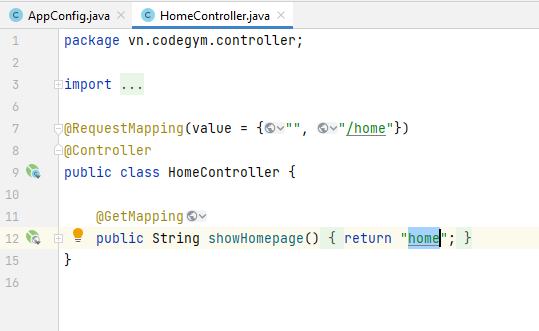 AppConfig.java HomeController.java
1 package vn.codegym.controller;
2
3 import ...
6
7 @RequestMapping(value = {"", "/home"})
8 @Controller
9 public class HomeController {
10
11 @GetMapping
12 public String showHomepage() { return "home"; }
15 }
16